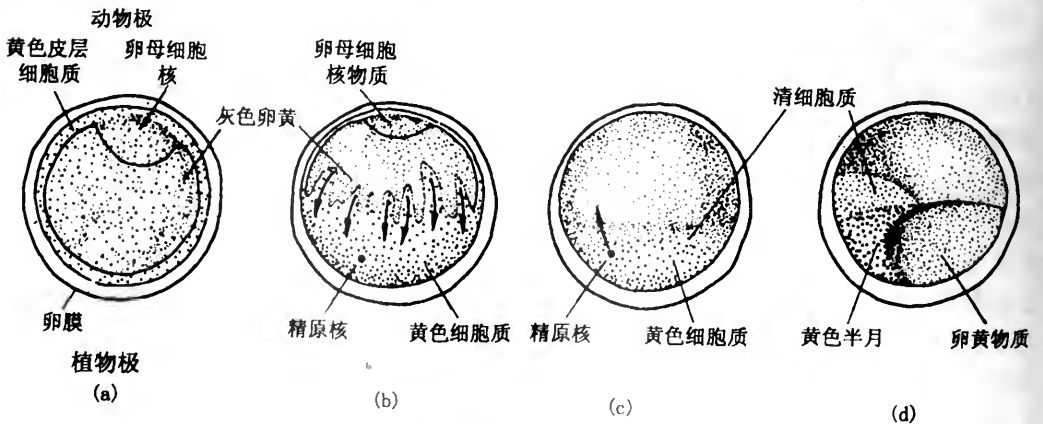 动物极
黄色皮层
细胞质
卵母细胞
核
灰色卵黄
卵母细胞
核物质
清细胞质
卵膜
精原核
黄色细胞质
精原核
黄色细胞质
黄色半月
卵黄物质
植物极
(a)
(b)
(c)
(d)